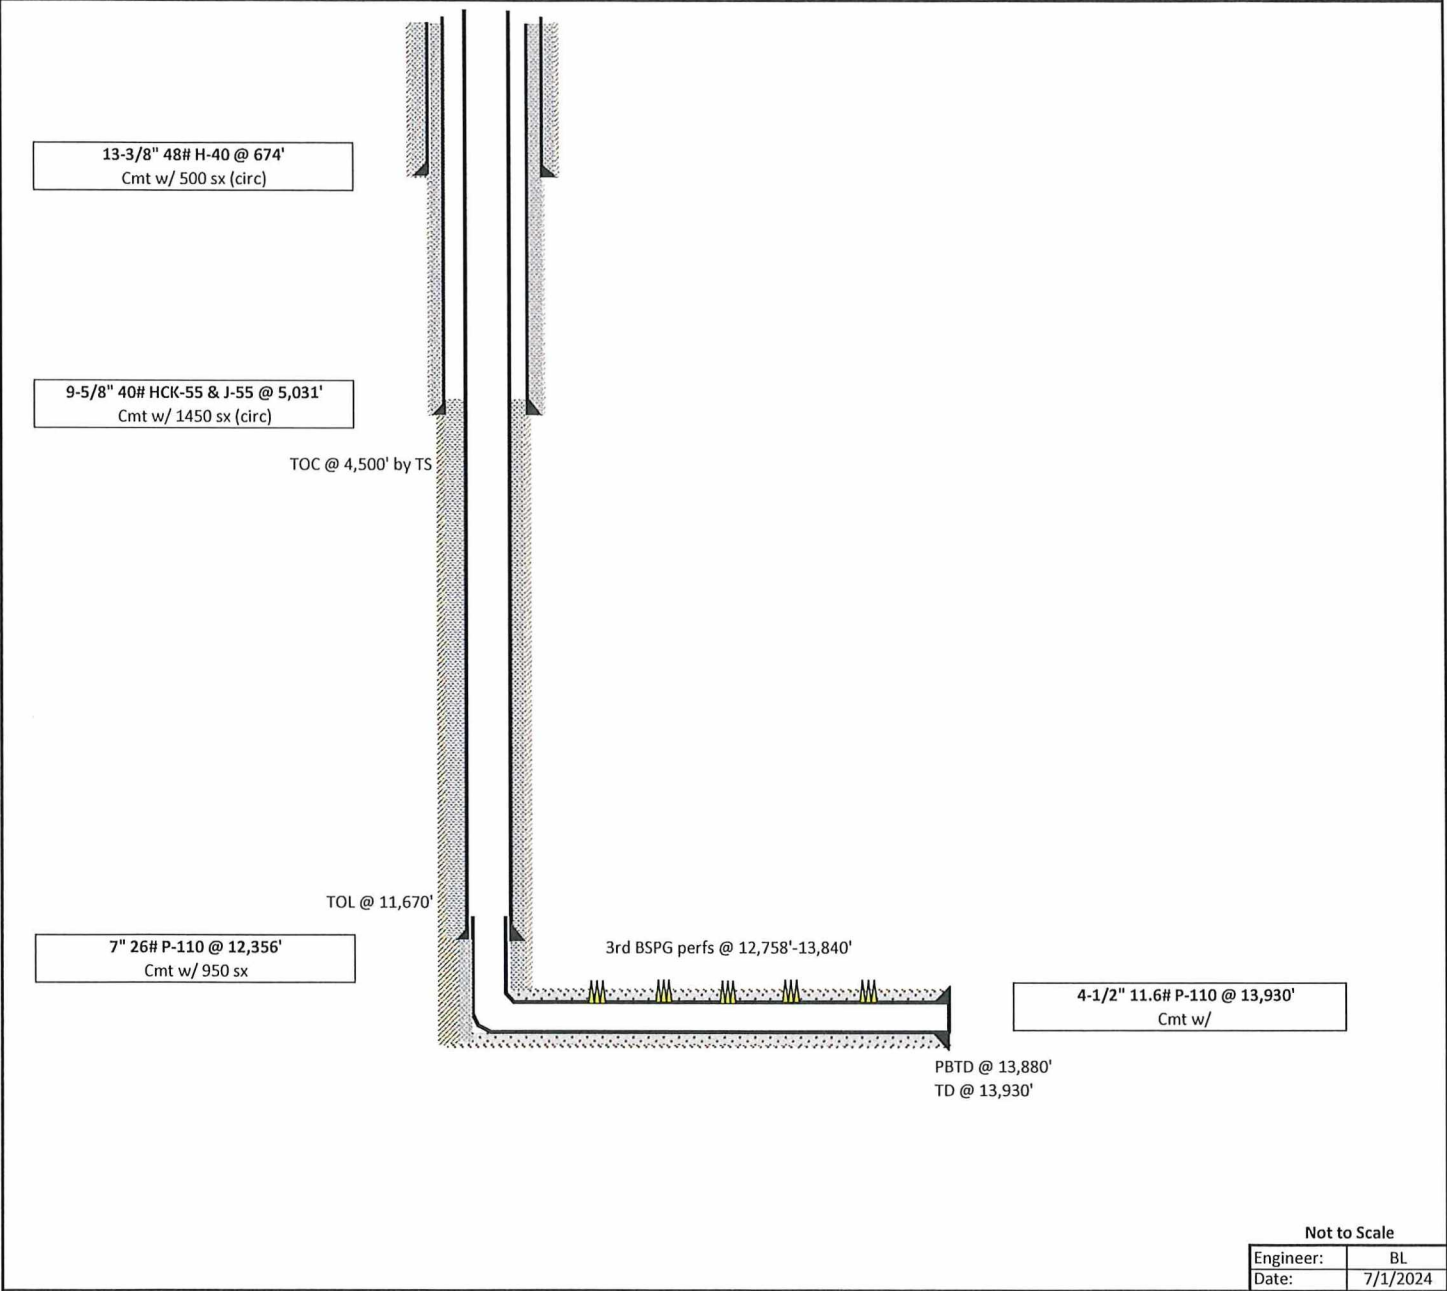 13-3/8" 48# H-40 @ 674'
Cmt w/ 500 sx (circ)
9-5/8" 40# HCK-55 & J-55 @ 5,031'
Cmt w/ 1450 sx (circ)
TOC @ 4,500' by TS
TOL @ 11,670'
7" 26# P-110 @ 12,356'
Cmt w/ 950 sx
3rd BSPG perfs @ 12,758'-13,840'
4-1/2" 11.6# P-110 @ 13,930'
Cmt w/
PBTD @ 13,880'
TD @ 13,930'
Not to Scale
Engineer: BL
Date: 7/1/2024